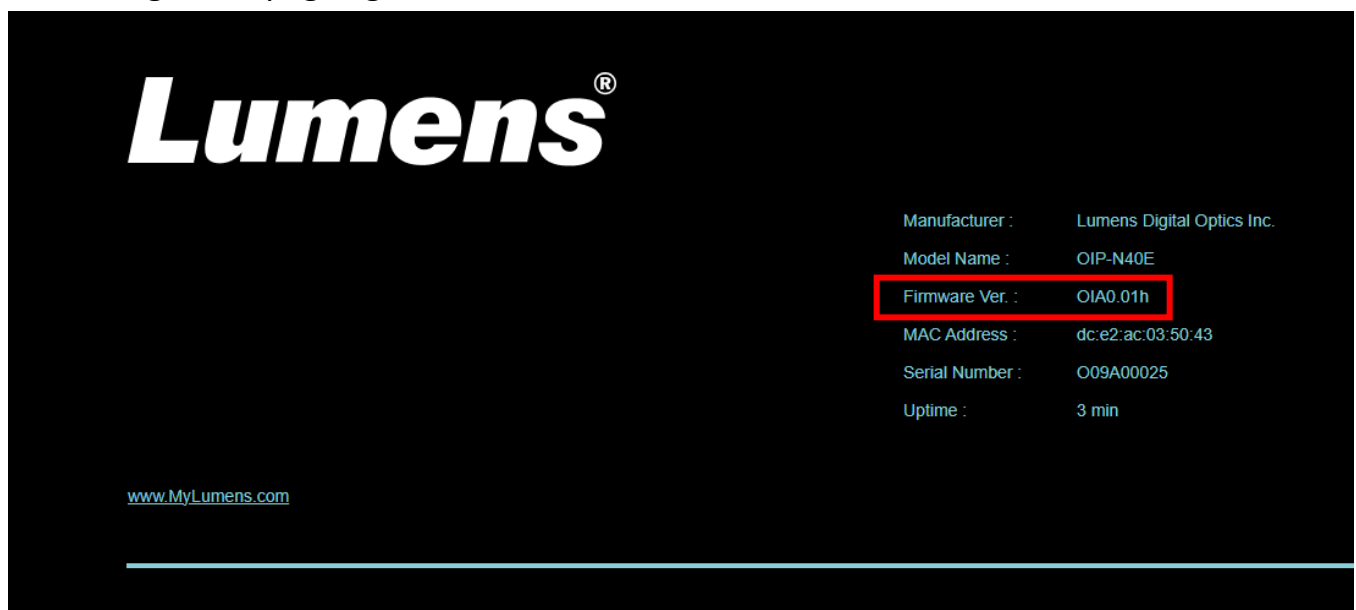 Lumens®
Manufacturer : Lumens Digital Optics Inc.
Model Name : OIP-N40E
Firmware Ver. : OIA0.01h
MAC Address : dc:e2:ac:03:50:43
Serial Number : O09A00025
Uptime : 3 min
www.MyLumens.com